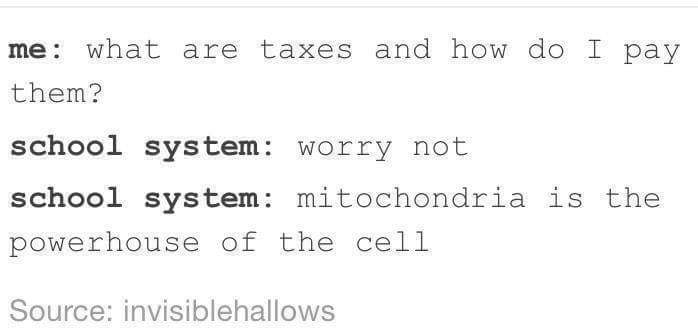 me: what are taxes and how do I pay
them?
school system: worry not
school system: mitochondria is the
powerhouse of the cell
Source: invisiblehallows